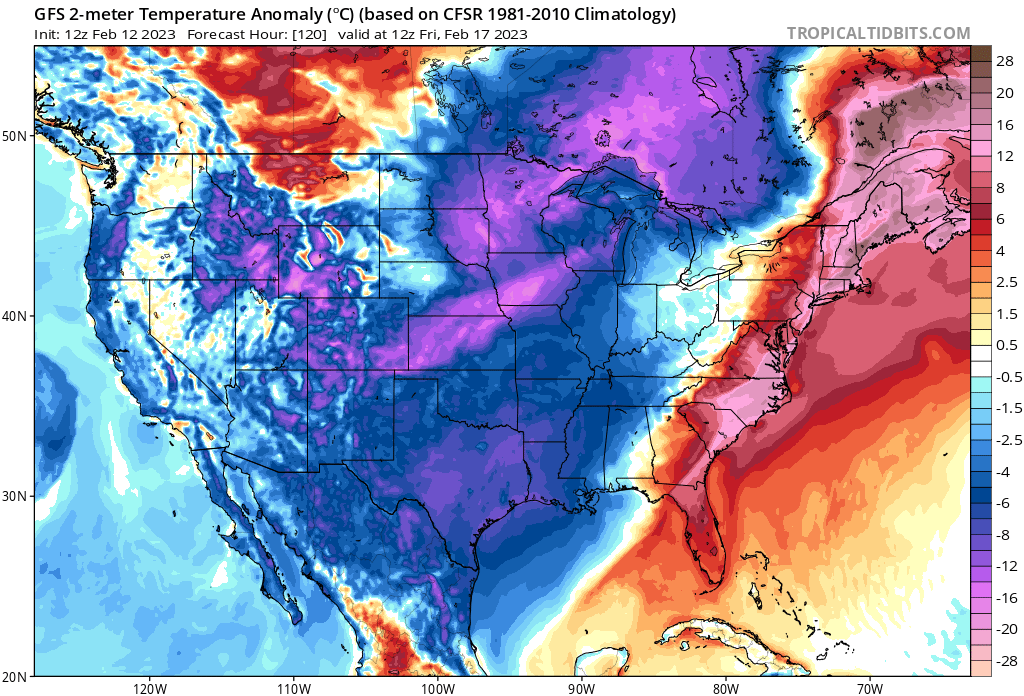 GFS 2-meter Temperature Anomaly (°C) (based on CFSR 1981-2010 Climatology)
Init: 12z Feb 12 2023 Forecast Hour: [120] valid at 12z Fri, Feb 17 2023
TROPICALTIDBITS.COM
50N
40N
30N
20N
120W
110W
100W
90W
80W
70W
28
20
16
12
8
6
4
2.5
1.5
0.5
-0.5
-1.5
-2.5
-4
-6
-8
-12
-16
-20
-28